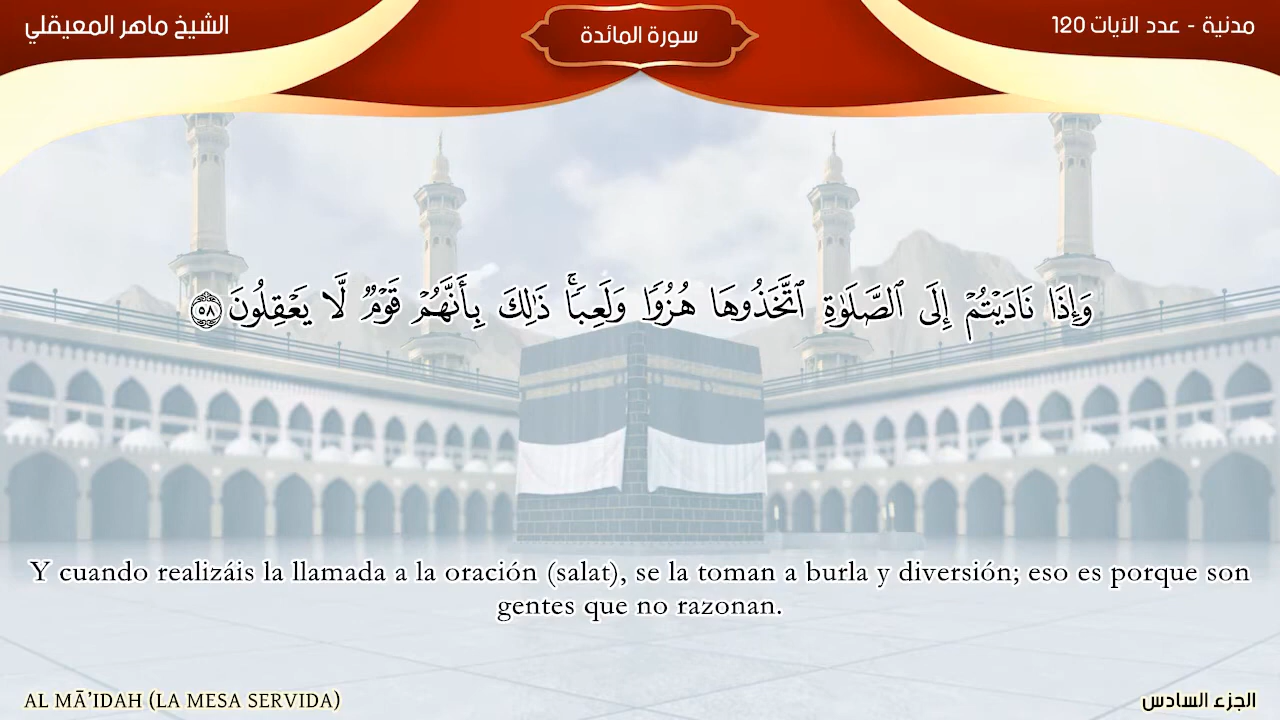 مدنية - عدد الآيات 120
سورة المائدة
الشيخ ماهر المعيقلي
وَإِذَا نَادَيْتُمْ إِلَى ٱلصَّلَوٰةِ ٱتَّخَذُوهَا هُزُوًا وَلَعِبًا ۚ ذَٰلِكَ بِأَنَّهُمْ قَوْمٌ لَّا يَعْقِلُونَ ٥٨
Y cuando realizáis la llamada a la oración (salat), se la toman a burla y diversión; eso es porque son
gentes que no razonan.
AL MĀ’IDAH (LA MESA SERVIDA)
الجزء السادس